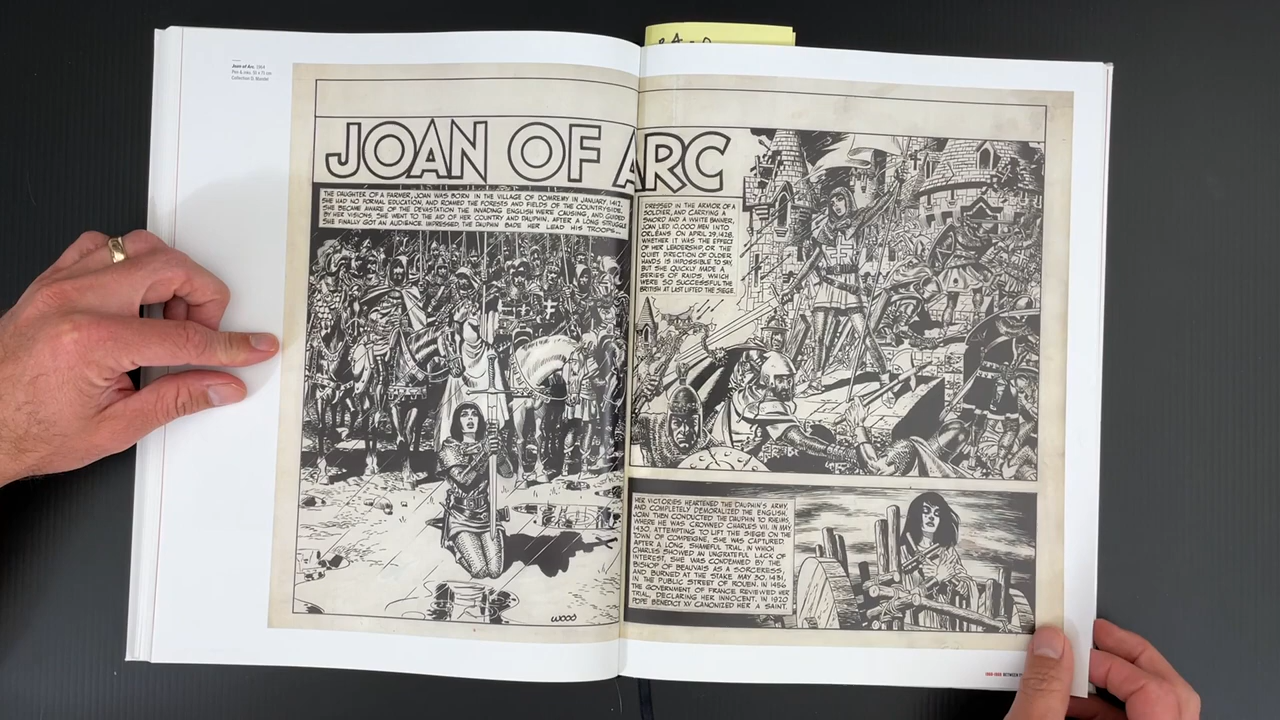 Joan of Arc, 1964
Pen & inks, 50 x 75 cm
Collection D. Mandel
JOAN OF ARC
THE DAUGHTER OF A FARMER, JOAN WAS BORN IN THE VILLAGE OF DOMREMY IN JANUARY, 1412.
SHE HAD NO FORMAL EDUCATION, AND ROAMED THE FORESTS AND FIELDS OF THE COUNTRYSIDE.
SHE BECAME AWARE OF THE DEVASTATION THE INVADING ENGLISH WERE CAUSING, AND, GUIDED
BY HER VISIONS, SHE WENT TO THE AID OF HER COUNTRY AND DAUPHIN. AFTER A LONG STRUGGLE
SHE FINALLY GOT AN AUDIENCE. IMPRESSED, THE DAUPHIN BADE HER LEAD HIS TROOPS...
WOOD
DRESSED IN THE ARMOR OF A
SOLDIER, AND CARRYING A
SWORD AND A WHITE BANNER,
JOAN LED 10,000 MEN INTO
ORLÉANS ON APRIL 29, 1428.
WHETHER IT WAS THE EFFECT
OF HER LEADERSHIP, OR THE
QUIET DIRECTION OF OLDER
HANDS IS IMPOSSIBLE TO SAY,
BUT SHE QUICKLY MADE A
SERIES OF RAIDS, WHICH
WERE SO SUCCESSFUL THE
BRITISH AT LAST LIFTED THE SIEGE.
HER VICTORIES HEARTENED THE DAUPHIN'S ARMY,
AND COMPLETELY DEMORALIZED THE ENGLISH.
JOAN THEN CONDUCTED THE DAUPHIN TO RHEIMS,
WHERE HE WAS CROWNED CHARLES VII. IN MAY
1430, ATTEMPTING TO LIFT THE SIEGE ON THE
TOWN OF COMPEIGNE, SHE WAS CAPTURED.
AFTER A LONG, SHAMEFUL TRIAL, IN WHICH
CHARLES SHOWED AN UNGRATEFUL LACK OF
INTEREST, SHE WAS CONDEMNED BY THE
BISHOP OF BEAUVAIS AS A SORCERESS,
AND BURNED AT THE STAKE MAY 30, 1431,
IN THE PUBLIC STREET OF ROUEN. IN 1456
THE GOVERNMENT OF FRANCE REVIEWED HER
TRIAL, DECLARING HER INNOCENT. IN 1920
POPE BENEDICT XV CANONIZED HER A SAINT.
BETWEEN